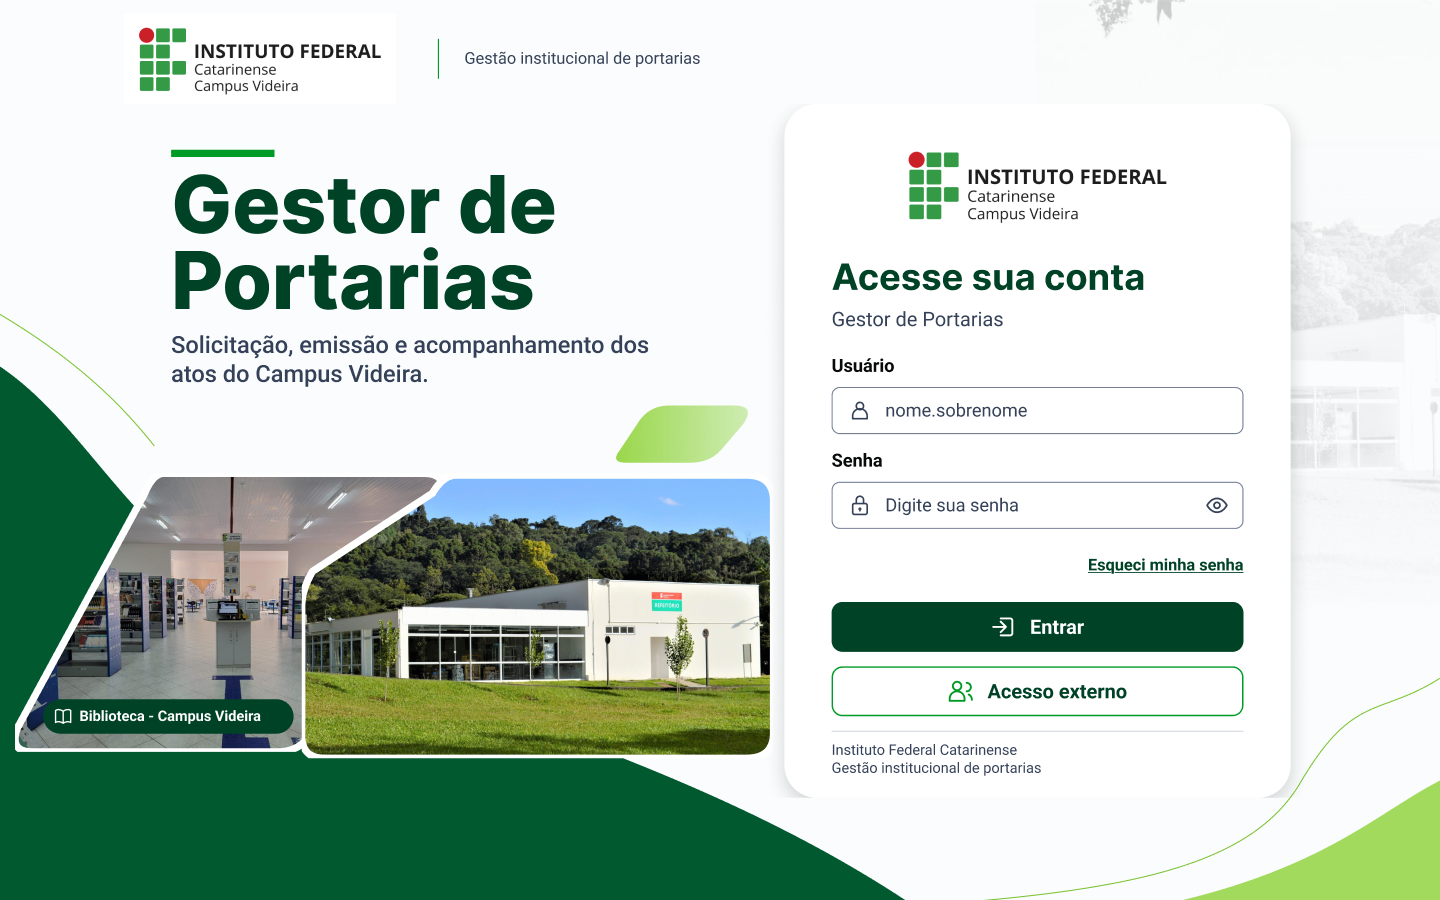 INSTITUTO FEDERAL
Catarinense
Campus Videira
Gestão institucional de portarias
Gestor de
Portarias
Solicitação, emissão e acompanhamento dos
atos do Campus Videira.
REFEITÓRIO
Biblioteca - Campus Videira
INSTITUTO FEDERAL
Catarinense
Campus Videira
Acesse sua conta
Gestor de Portarias
Usuário
nome.sobrenome
Senha
Digite sua senha
Esqueci minha senha
Entrar
Acesso externo
Instituto Federal Catarinense
Gestão institucional de portarias